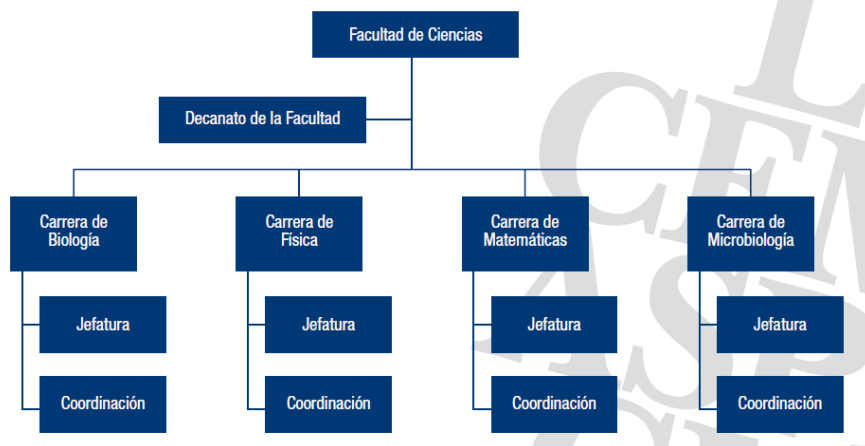 Facultad de Ciencias
Decanato de la Facultad
Carrera de
Biología
Carrera de
Física
Carrera de
Matemáticas
Carrera de
Microbiología
Jefatura
Jefatura
Jefatura
Jefatura
Coordinación
Coordinación
Coordinación
Coordinación